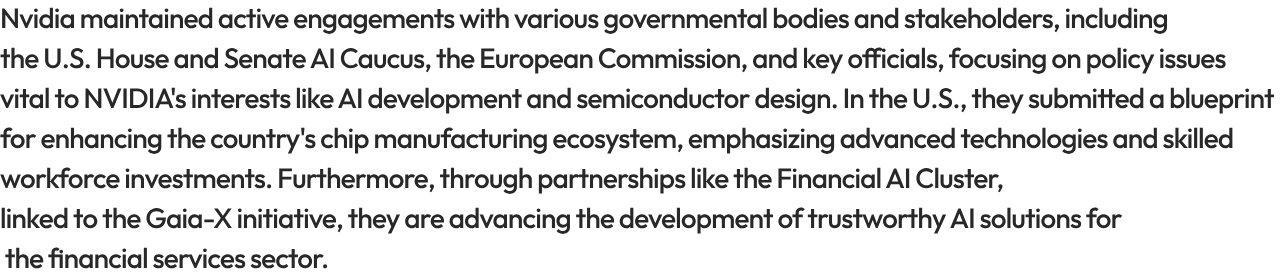 Nvidia maintained active engagements with various governmental bodies and stakeholders, including
the U.S. House and Senate AI Caucus, the European Commission, and key officials, focusing on policy issues
vital to NVIDIA's interests like AI development and semiconductor design. In the U.S., they submitted a blueprint
for enhancing the country's chip manufacturing ecosystem, emphasizing advanced technologies and skilled
workforce investments. Furthermore, through partnerships like the Financial AI Cluster,
linked to the Gaia-X initiative, they are advancing the development of trustworthy AI solutions for
the financial services sector.